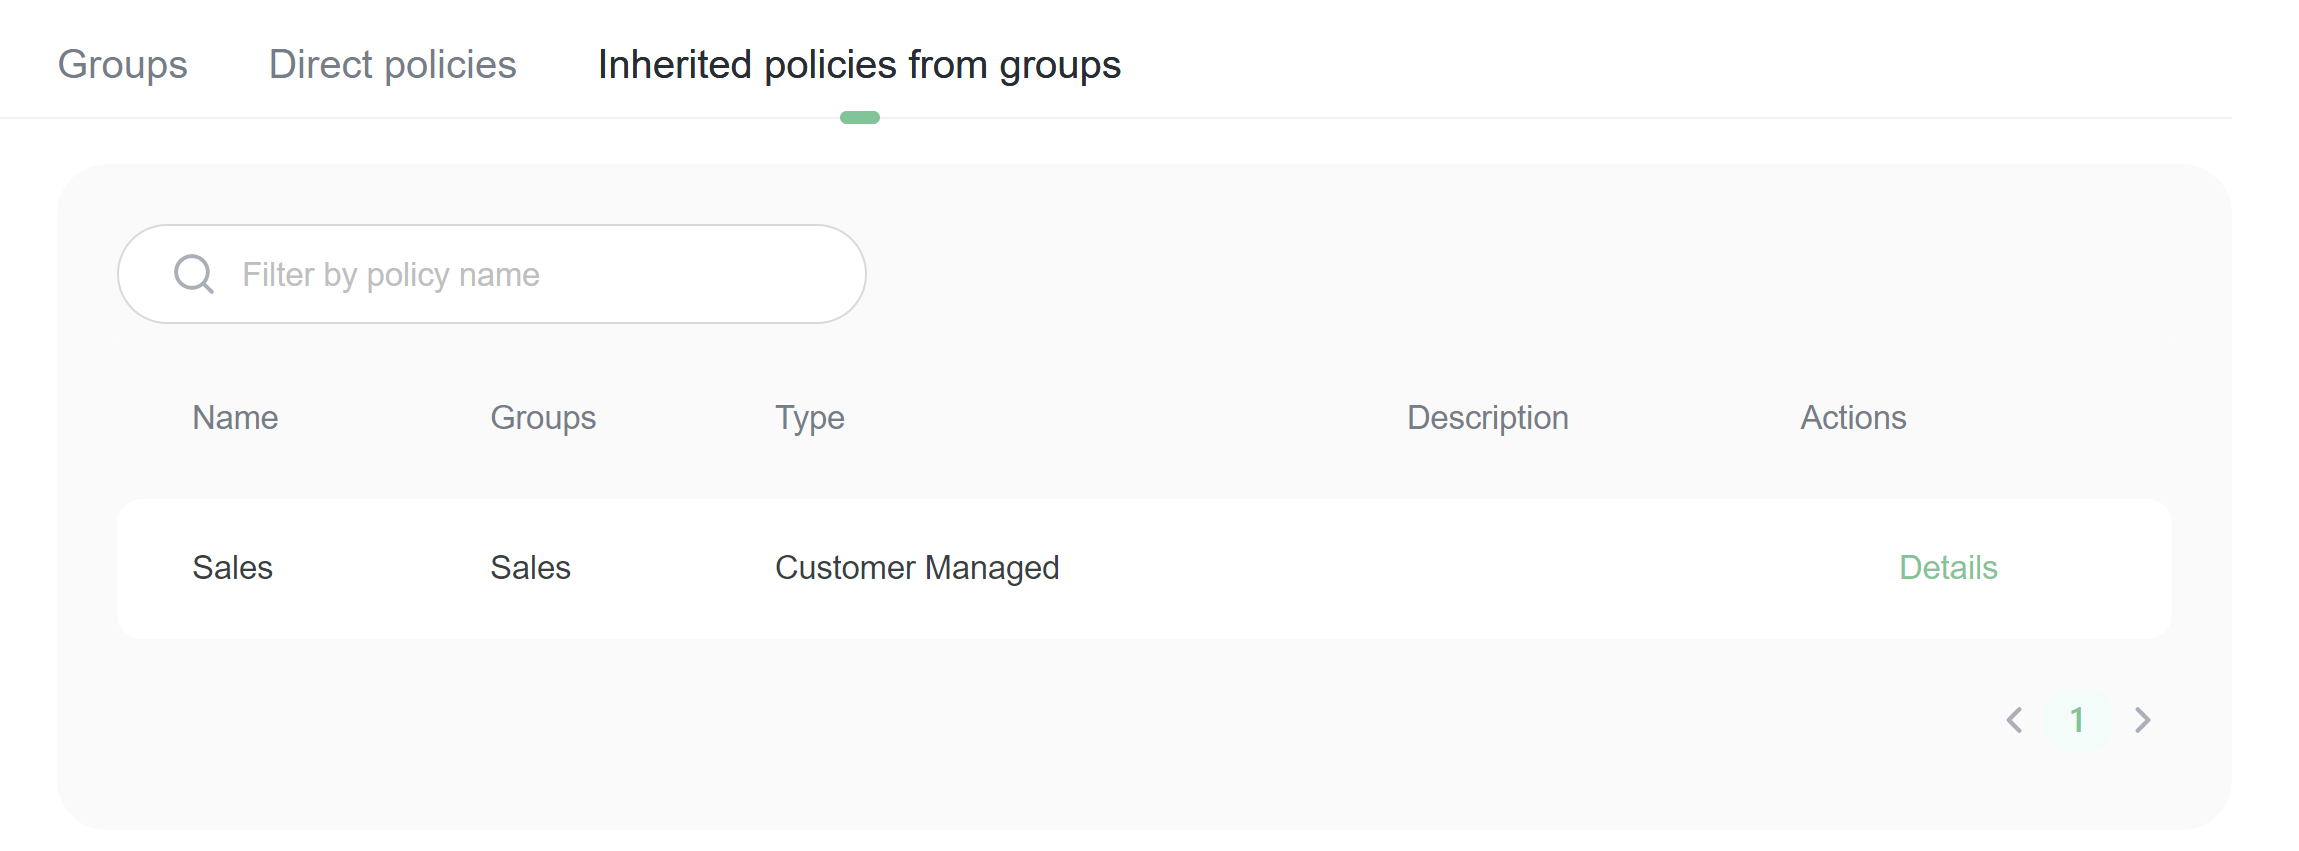 Groups Direct policies Inherited policies from groups
Filter by policy name
Name Groups Type Description Actions
Sales Sales Customer Managed Details
1